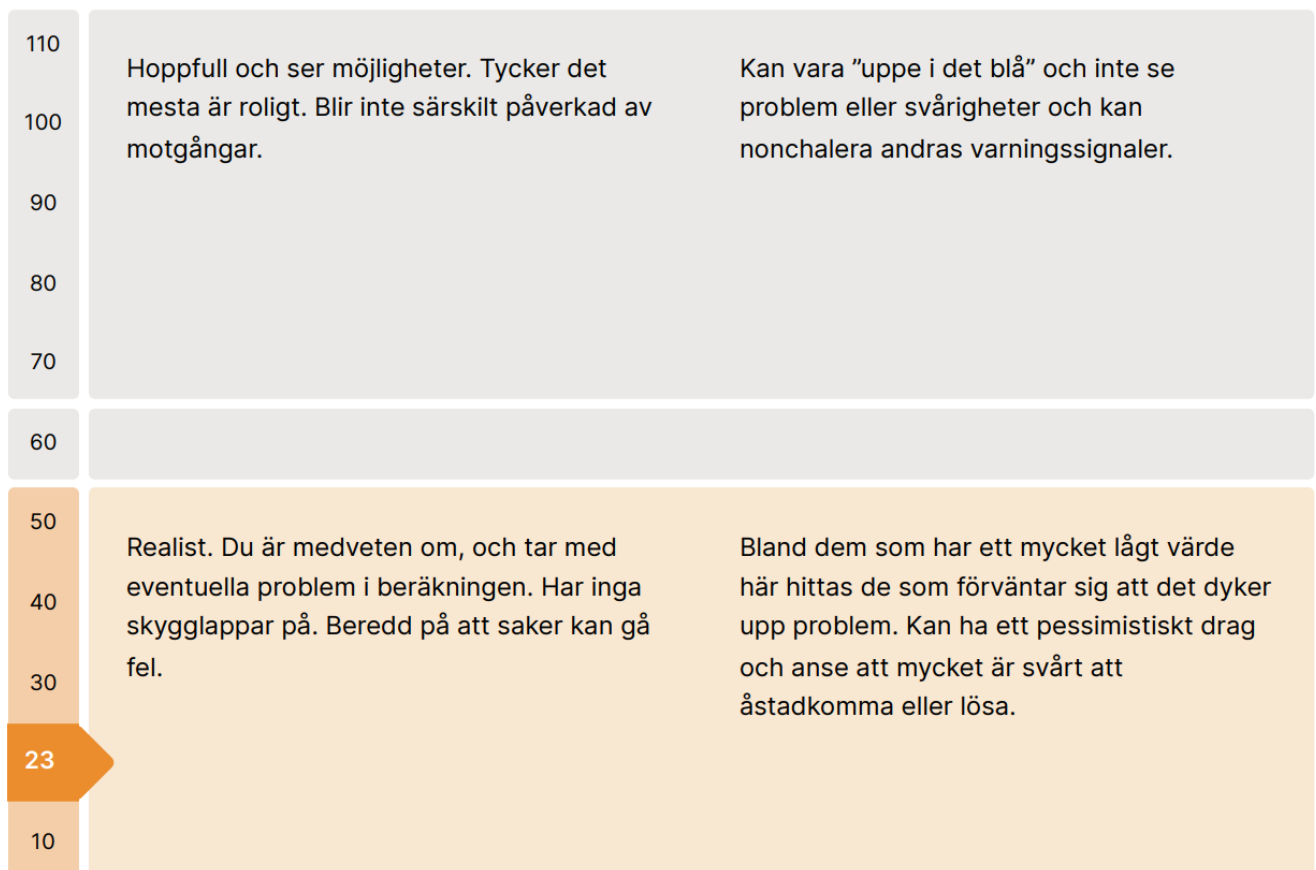 110
Hoppfull och ser möjligheter. Tycker det
mesta är roligt. Blir inte särskilt påverkad av
motgångar.
Kan vara ”uppe i det blå” och inte se
problem eller svårigheter och kan
nonchalera andras varningssignaler.
100
90
80
70
60
50
Realist. Du är medveten om, och tar med
eventuella problem i beräkningen. Har inga
skygglappar på. Beredd på att saker kan gå
fel.
Bland dem som har ett mycket lågt värde
här hittas de som förväntar sig att det dyker
upp problem. Kan ha ett pessimistiskt drag
och anse att mycket är svårt att
åstadkomma eller lösa.
40
30
23
10